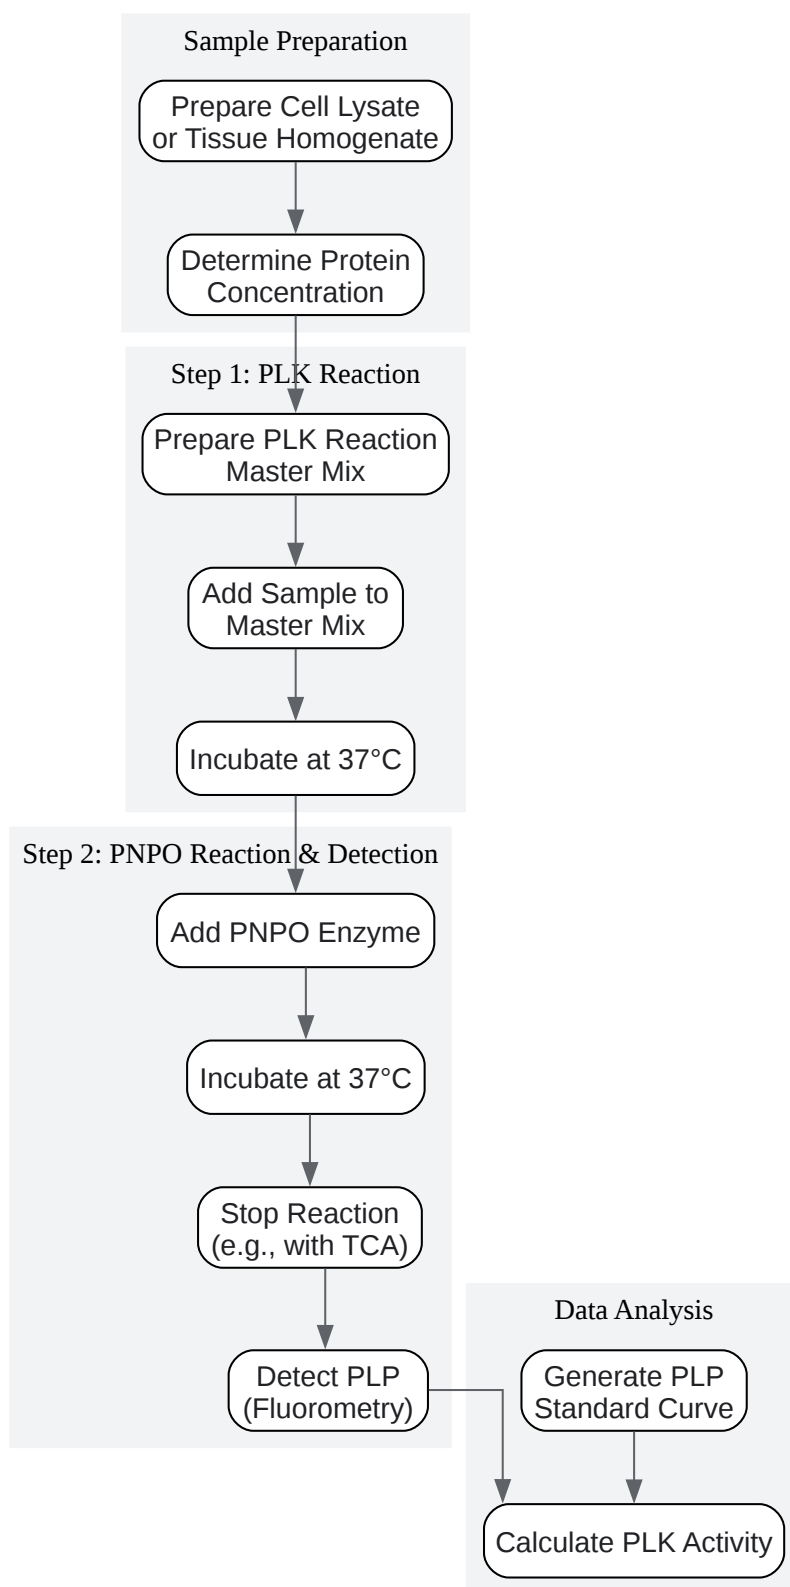 Sample Preparation
Prepare Cell Lysate
or Tissue Homogenate
Determine Protein
Concentration
Step 1: PLK Reaction
Prepare PLK Reaction
Master Mix
Add Sample to
Master Mix
Incubate at 37°C
Step 2: PNPO Reaction & Detection
Add PNPO Enzyme
Incubate at 37°C
Stop Reaction
(e.g., with TCA)
Detect PLP
(Fluorometry)
Data Analysis
Generate PLP
Standard Curve
Calculate PLK Activity